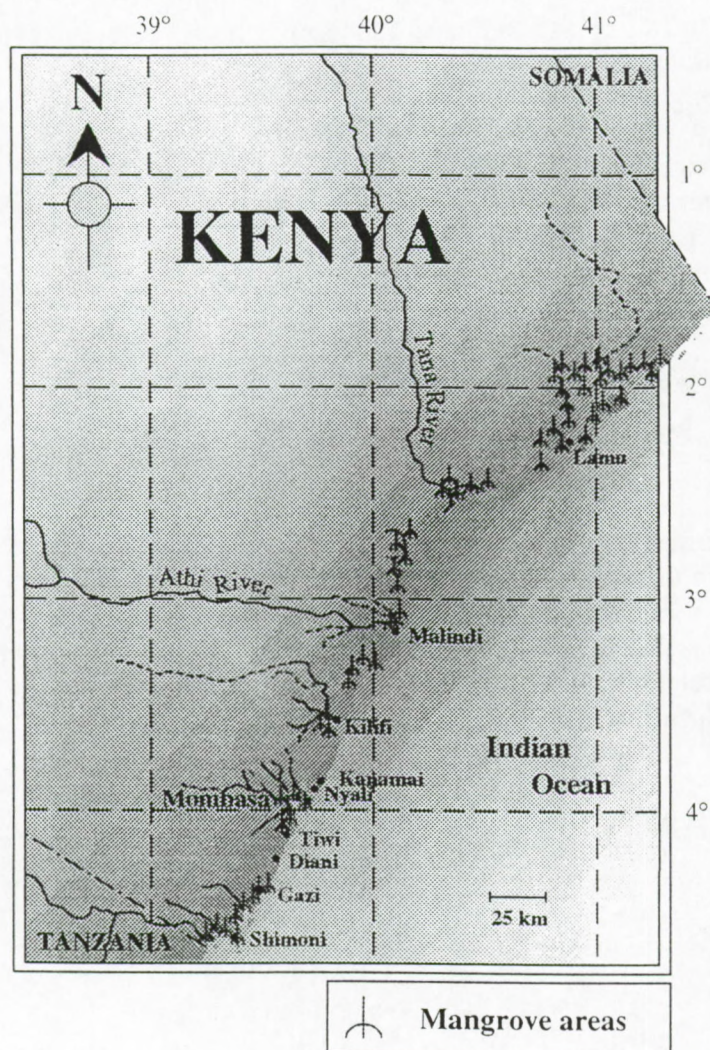 39° 40° 41°
SOMALIA
N
1°
KENYA
Tana River
2°
Lamu
Athi River
3°
Malindi
Kilifi
Indian
Ocean
Kanamai
Nyali
Mombasa
4°
Tiwi
Diani
Gazi
25 km
TANZANIA
Shimoni
Mangrove areas